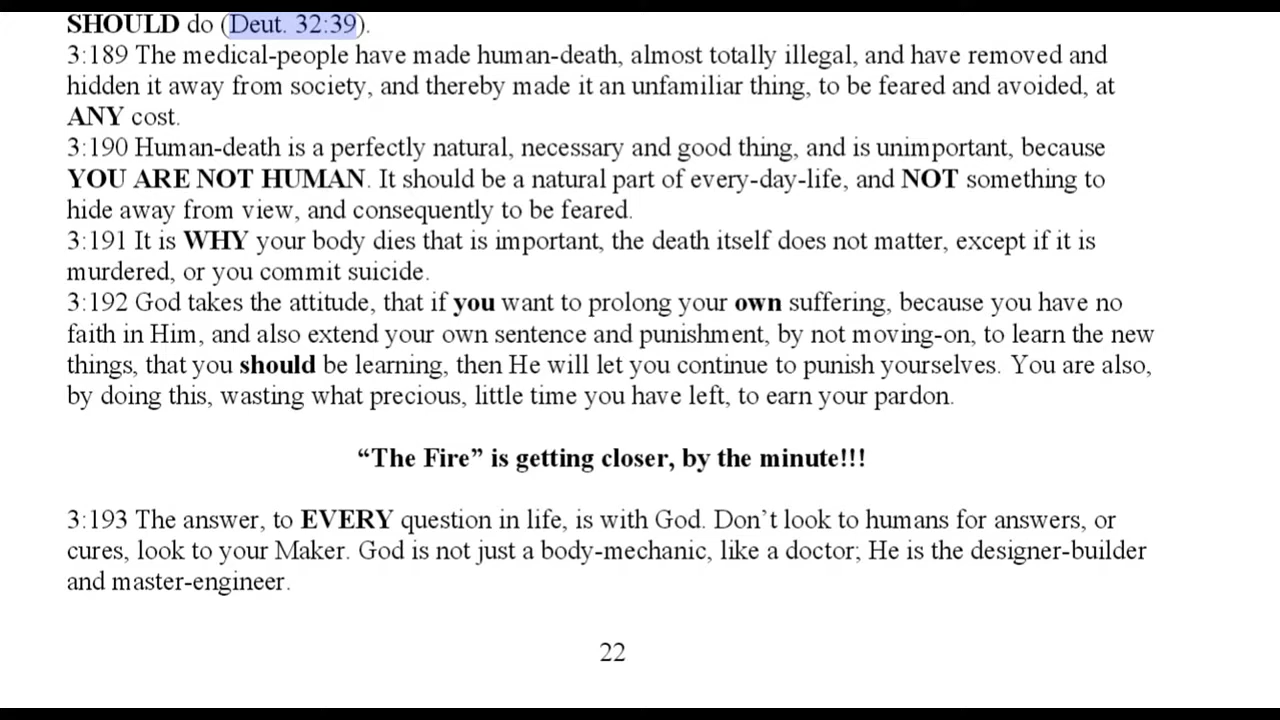 SHOULD do (Deut. 32:39).
3:189 The medical-people have made human-death, almost totally illegal, and have removed and
hidden it away from society, and thereby made it an unfamiliar thing, to be feared and avoided, at
ANY cost.
3:190 Human-death is a perfectly natural, necessary and good thing, and is unimportant, because
YOU ARE NOT HUMAN. It should be a natural part of every-day-life, and NOT something to
hide away from view, and consequently to be feared.
3:191 It is WHY your body dies that is important, the death itself does not matter, except if it is
murdered, or you commit suicide.
3:192 God takes the attitude, that if you want to prolong your own suffering, because you have no
faith in Him, and also extend your own sentence and punishment, by not moving-on, to learn the new
things, that you should be learning, then He will let you continue to punish yourselves. You are also,
by doing this, wasting what precious, little time you have left, to earn your pardon.
“The Fire” is getting closer, by the minute!!!
3:193 The answer, to EVERY question in life, is with God. Don’t look to humans for answers, or
cures, look to your Maker. God is not just a body-mechanic, like a doctor; He is the designer-builder
and master-engineer.
22